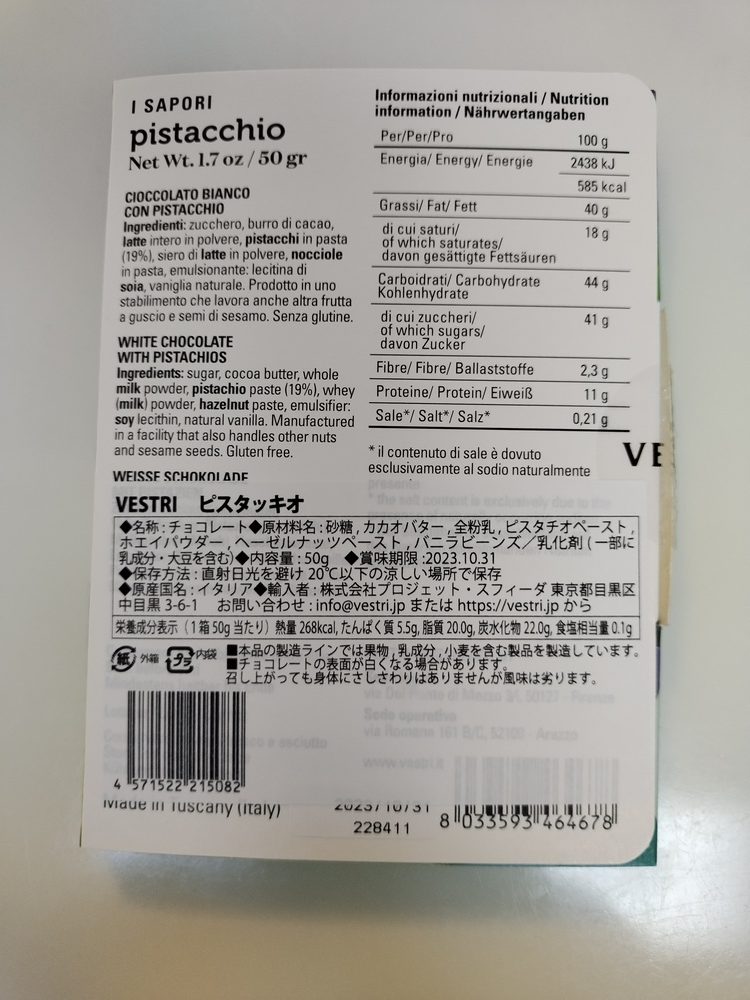 I SAPORI
pistacchio
Net Wt. 1.7 oz / 50 gr
CIOCCOLATO BIANCO
CON PISTACCHIO
Ingredienti: zucchero, burro di cacao,
latte intero in polvere, pistacchi in pasta
(19%), siero di latte in polvere, nocciole
in pasta, emulsionante: lecitina di
soia, vaniglia naturale. Prodotto in uno
stabilimento che lavora anche altra frutta
a guscio e semi di sesamo. Senza glutine.
WHITE CHOCOLATE
WITH PISTACHIOS
Ingredients: sugar, cocoa butter, whole
milk powder, pistachio paste (19%), whey
(milk) powder, hazelnut paste, emulsifier:
soy lecithin, natural vanilla. Manufactured
in a facility that also handles other nuts
and sesame seeds. Gluten free.
WEISSE SCHOKOLADE
Informazioni nutrizionali / Nutrition
information / Nährwertangaben
Per/Per/Pro 100 g
Energia/ Energy/ Energie 2438 kJ
585 kcal
Grassi/ Fat/ Fett 40 g
di cui saturi/ 18 g
of which saturates/
davon gesättigte Fettsäuren
Carboidrati/ Carbohydrate 44 g
Kohlenhydrate
di cui zuccheri/ 41 g
of which sugars/
davon Zucker
Fibre/ Fibre/ Ballaststoffe 2,3 g
Proteine/ Protein/ Eiweiß 11 g
Sale*/ Salt*/ Salz* 0,21 g
* il contenuto di sale è dovuto
esclusivamente al sodio naturalmente
presente
* the salt content is exclusively due to the
VE
VESTRI ピスタッキオ
◆名称：チョコレート◆原材料名：砂糖，カカオバター，全粉乳，ピスタチオペースト，
ホエイパウダー，ヘーゼルナッツペースト，バニラビーンズ／乳化剤（一部に
乳成分・大豆を含む）◆内容量：50g ◆賞味期限：2023.10.31
◆保存方法：直射日光を避け 20℃以下の涼しい場所で保存
◆原産国名：イタリア◆輸入者：株式会社プロジェット・スフィーダ 東京都目黒区
中目黒 3-6-1 お問い合わせ：info@vestri.jp または https://vestri.jp から
栄養成分表示（1箱 50g 当たり）熱量 268kcal, たんぱく質 5.5g, 脂質 20.0g, 炭水化物 22.0g, 食塩相当量 0.1g
紙 外箱 プラ 内袋
■本品の製造ラインでは果物，乳成分，小麦を含む製品を製造しています。
■チョコレートの表面が白くなる場合があります。
召し上がっても身体にさしさわりはありませんが風味は劣ります。
Sede operativa
via Romana 161 B/C, 52100 - Arezzo
www.vestri.it
4 571522 215082
Made in Tuscany (Italy)
2023/10/31
228411
8 033593 464678